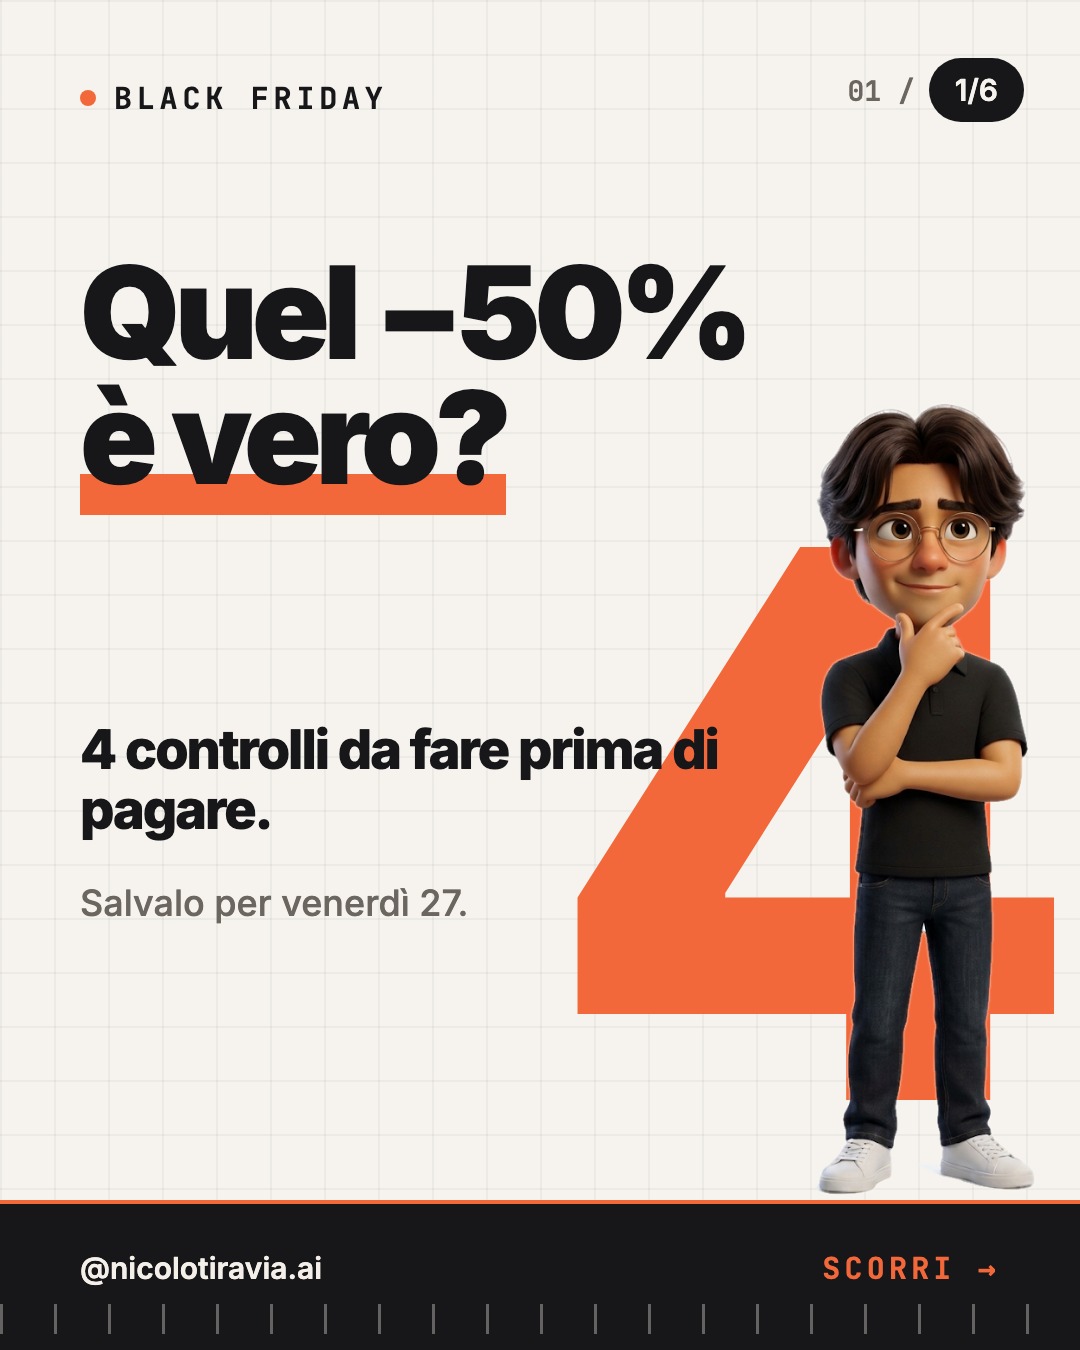 BLACK FRIDAY
01 / 1/6
Quel –50%
è vero?
4
4 controlli da fare prima di
pagare.
Salvalo per venerdì 27.
@nicolotiravia.ai
SCORRI →